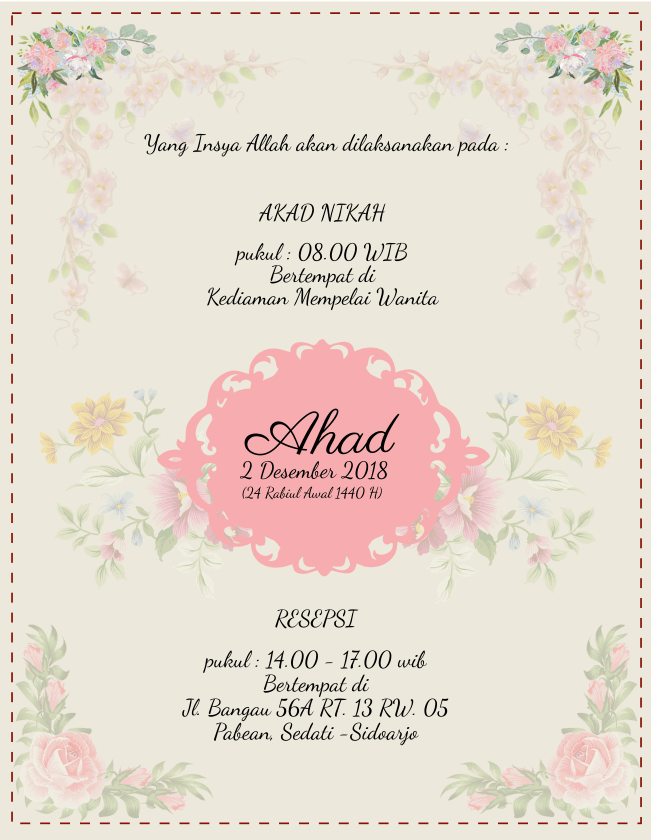 Yang Insya Allah akan dilaksanakan pada :
AKAD NIKAH
pukul : 08.00 WIB
Bertempat di
Kediaman Mempelai Wanita
Ahad
2 Desember 2018
(24 Rabiul Awal 1440 H)
RESEPSI
pukul : 14.00 - 17.00 wib
Bertempat di
Jl. Bangau 56A RT. 13 RW. 05
Pabean, Sedati -Sidoarjo